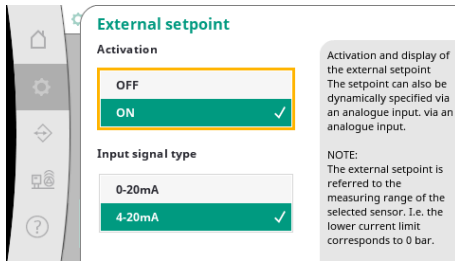 External setpoint
Activation
OFF
ON
Input signal type
0-20mA
4-20mA
Activation and display of
the external setpoint
The setpoint can also be
dynamically specified via
an analogue input. via an
analogue input.
NOTE:
The external setpoint is
referred to the
measuring range of the
selected sensor. I.e. the
lower current limit
corresponds to 0 bar.